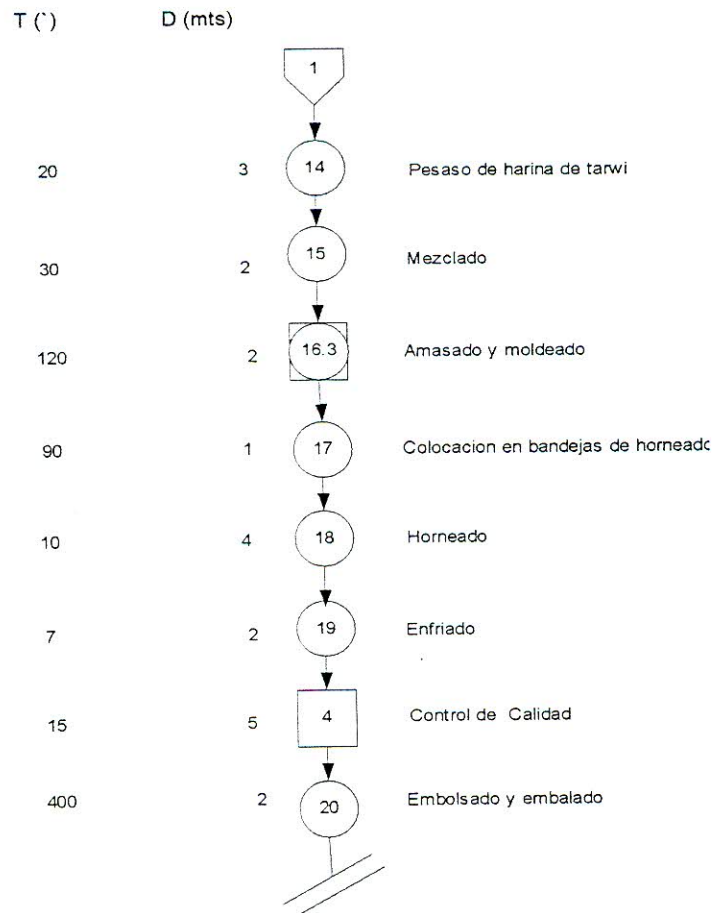 T (`) D (mts)
1
20 3 14 Pesaso de harina de tarwi
30 2 15 Mezclado
120 2 16.3 Amasado y moldeado
90 1 17 Colocacion en bandejas de horneado
10 4 18 Horneado
7 2 19 Enfriado
15 5 4 Control de Calidad
400 2 20 Embolsado y embalado